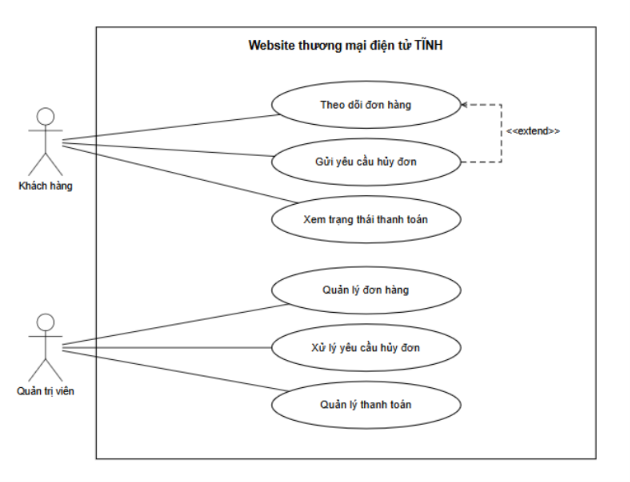 Website thương mại điện tử TĨNH
Theo dõi đơn hàng
<<extend>>
Gửi yêu cầu hủy đơn
Khách hàng
Xem trạng thái thanh toán
Quản lý đơn hàng
Xử lý yêu cầu hủy đơn
Quản trị viên
Quản lý thanh toán